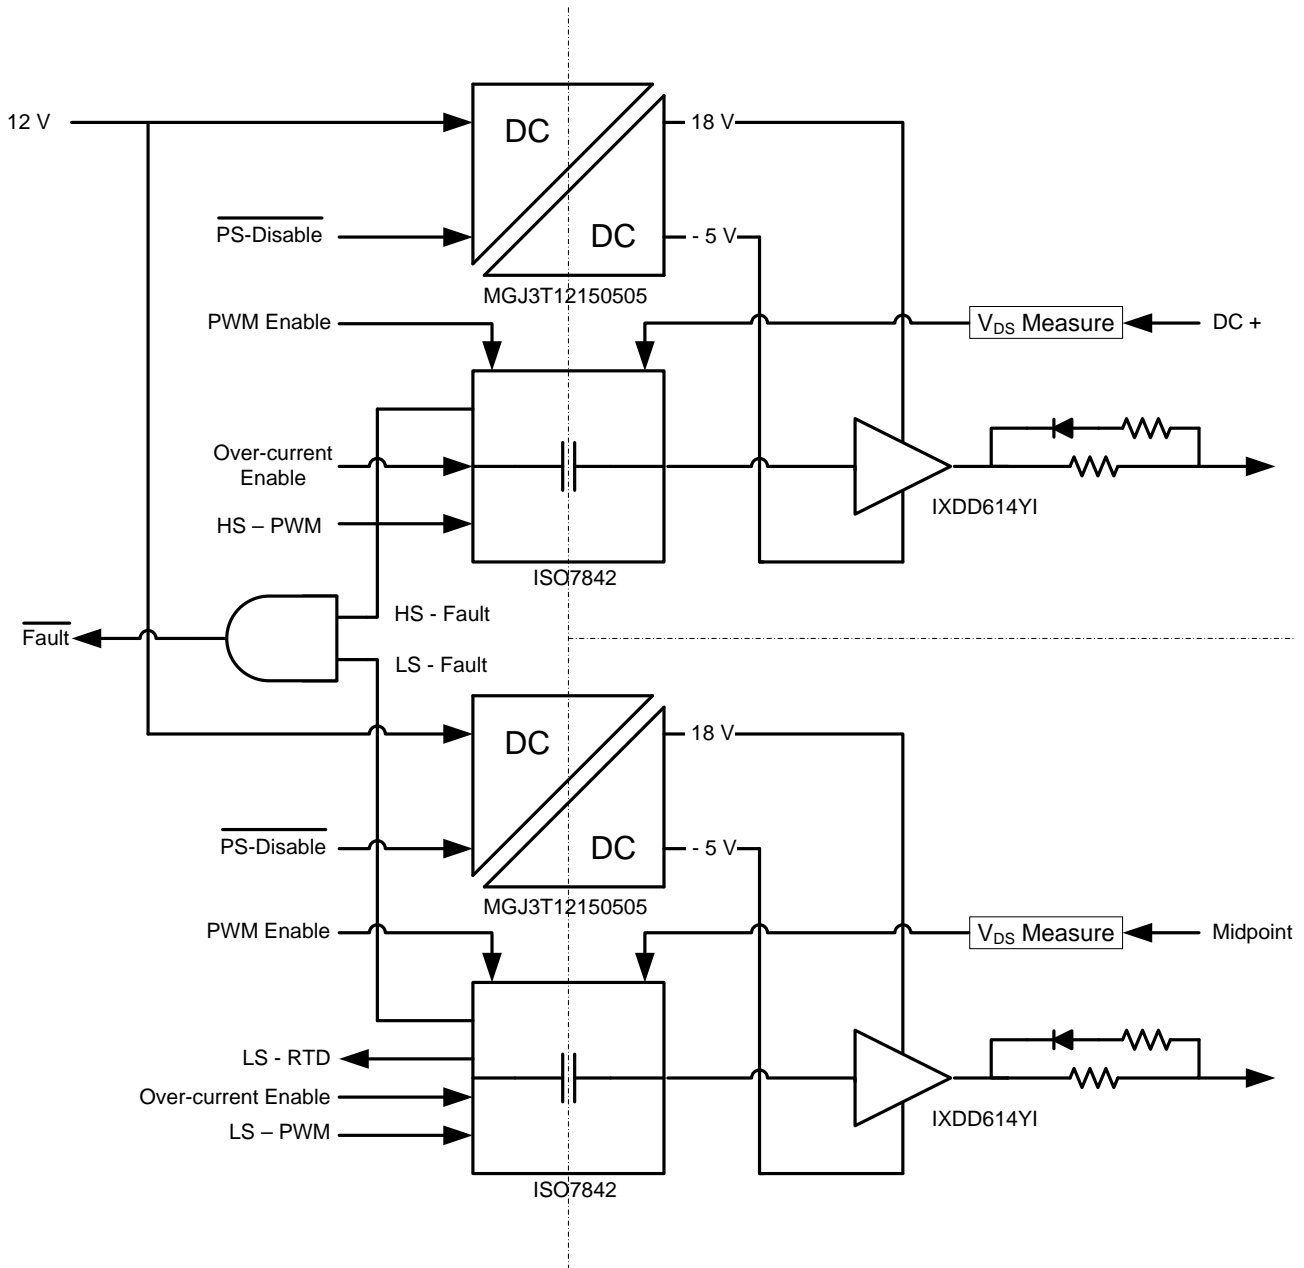 12 V
DC
18 V
PS-Disable
DC
- 5 V
MGJ3T12150505
PWM Enable
VDS Measure
DC +
Over-current
Enable
HS – PWM
IXDD614YI
ISO7842
HS - Fault
Fault
LS - Fault
DC
18 V
PS-Disable
DC
- 5 V
MGJ3T12150505
PWM Enable
VDS Measure
Midpoint
LS - RTD
Over-current Enable
LS – PWM
IXDD614YI
ISO7842